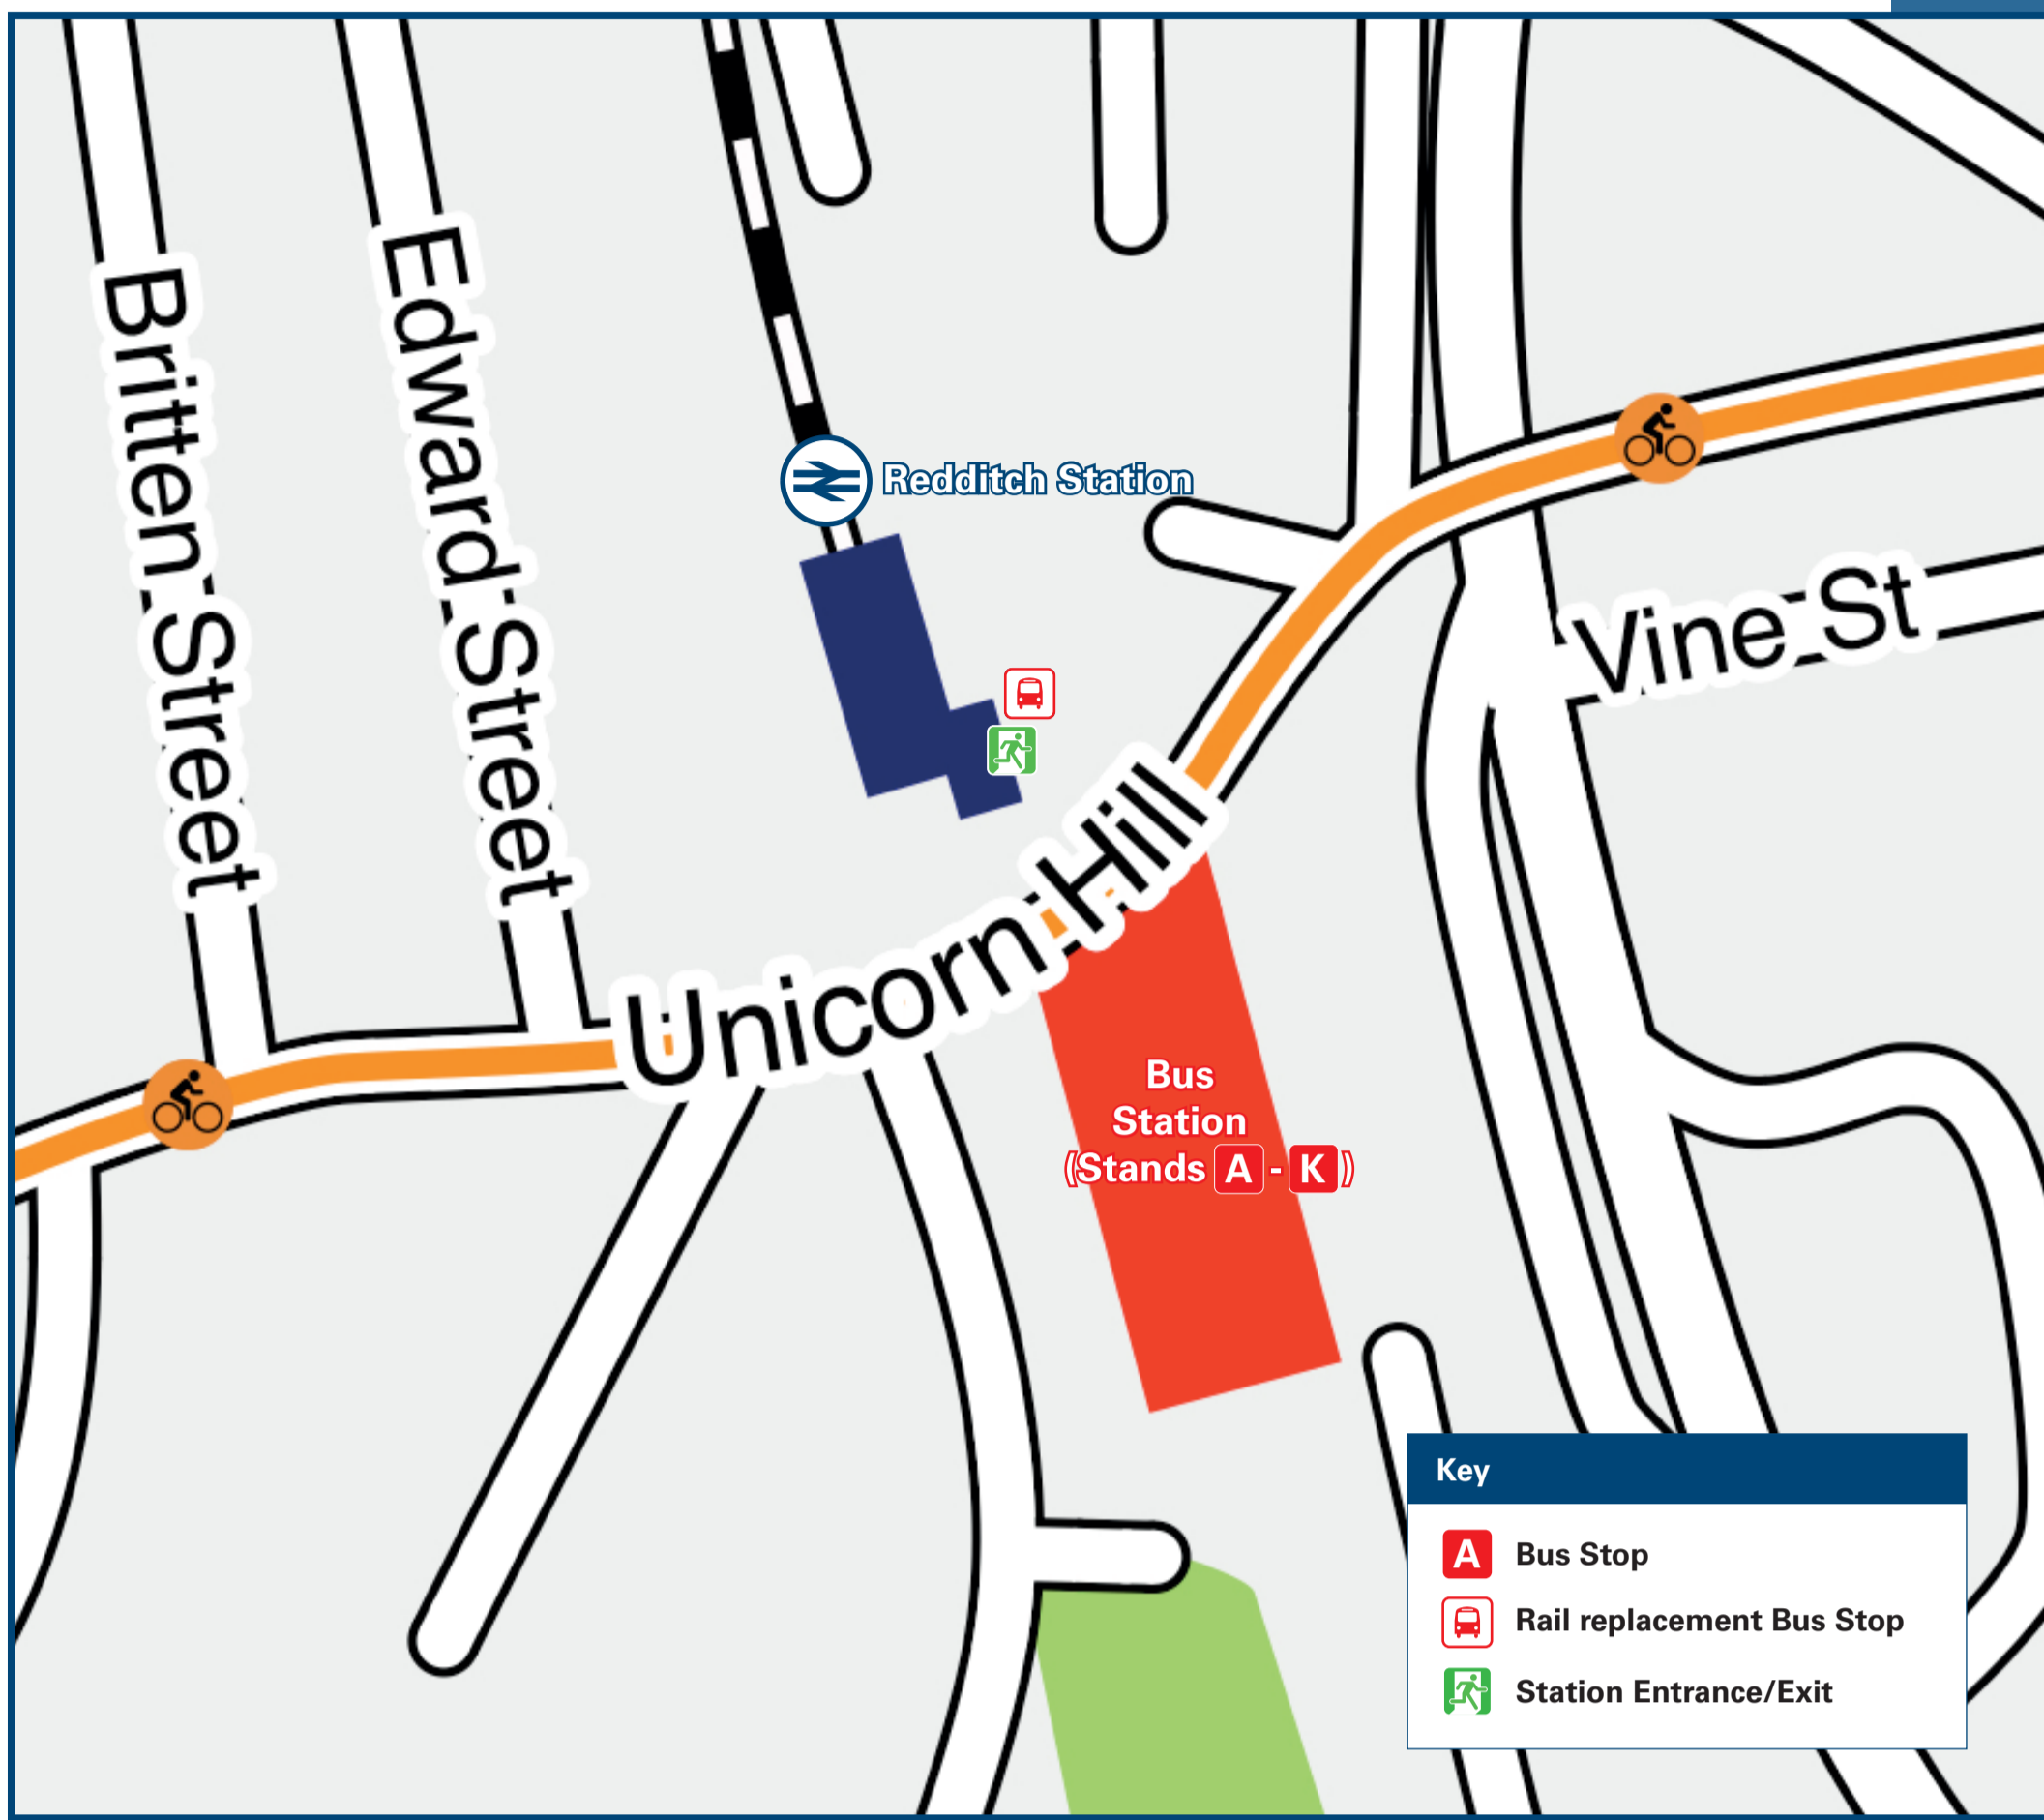 Britten Street
Edward Street
Redditch Station
Vine St
Unicorn Hill
Bus
Station
(Stands A - K)
Key
A Bus Stop
Rail replacement Bus Stop
Station Entrance/Exit